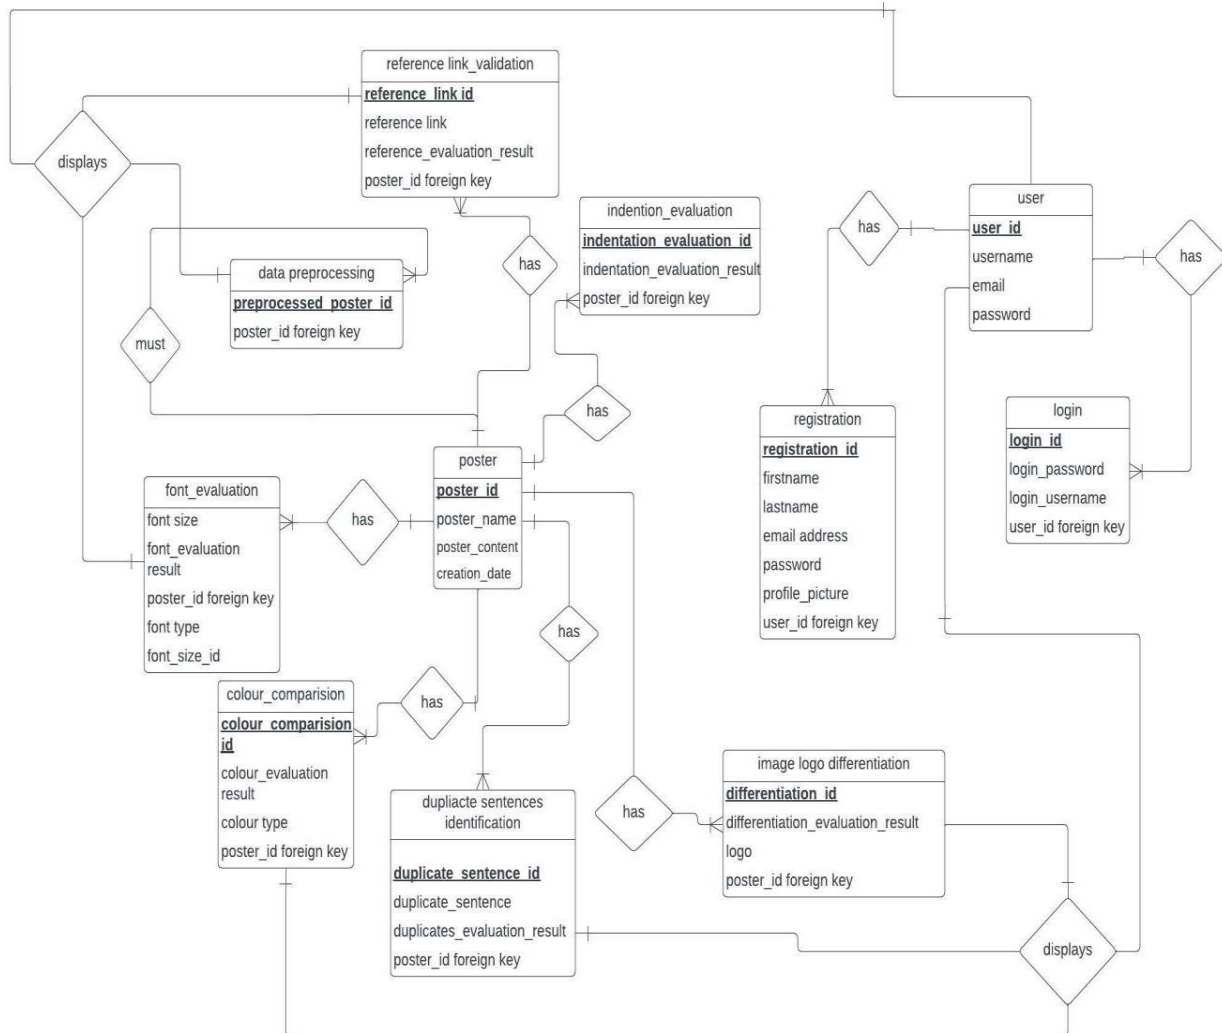 reference link_validation
reference_link id
reference link
reference_evaluation_result
poster_id foreign key
displays
has
indention_evaluation
indentation_evaluation_id
indentation_evaluation_result
poster_id foreign key
has
user
user_id
username
email
password
has
data preprocessing
preprocessed_poster_id
poster_id foreign key
must
has
registration
registration_id
firstname
lastname
email address
password
profile_picture
user_id foreign key
login
login_id
login_password
login_username
user_id foreign key
poster
poster_id
poster_name
poster_content
creation_date
font_evaluation
font size
font_evaluation
result
poster_id foreign key
font type
font_size_id
has
has
colour_comparision
colour_comparision
id
colour_evaluation
result
colour type
poster_id foreign key
has
dupliacte sentences
identification
duplicate_sentence_id
duplicate_sentence
duplicates_evaluation_result
poster_id foreign key
has
image logo differentiation
differentiation_id
differentiation_evaluation_result
logo
poster_id foreign key
displays